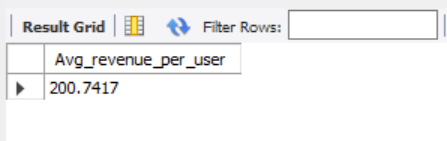 Result Grid Filter Rows:
Avg_revenue_per_user
200.7417